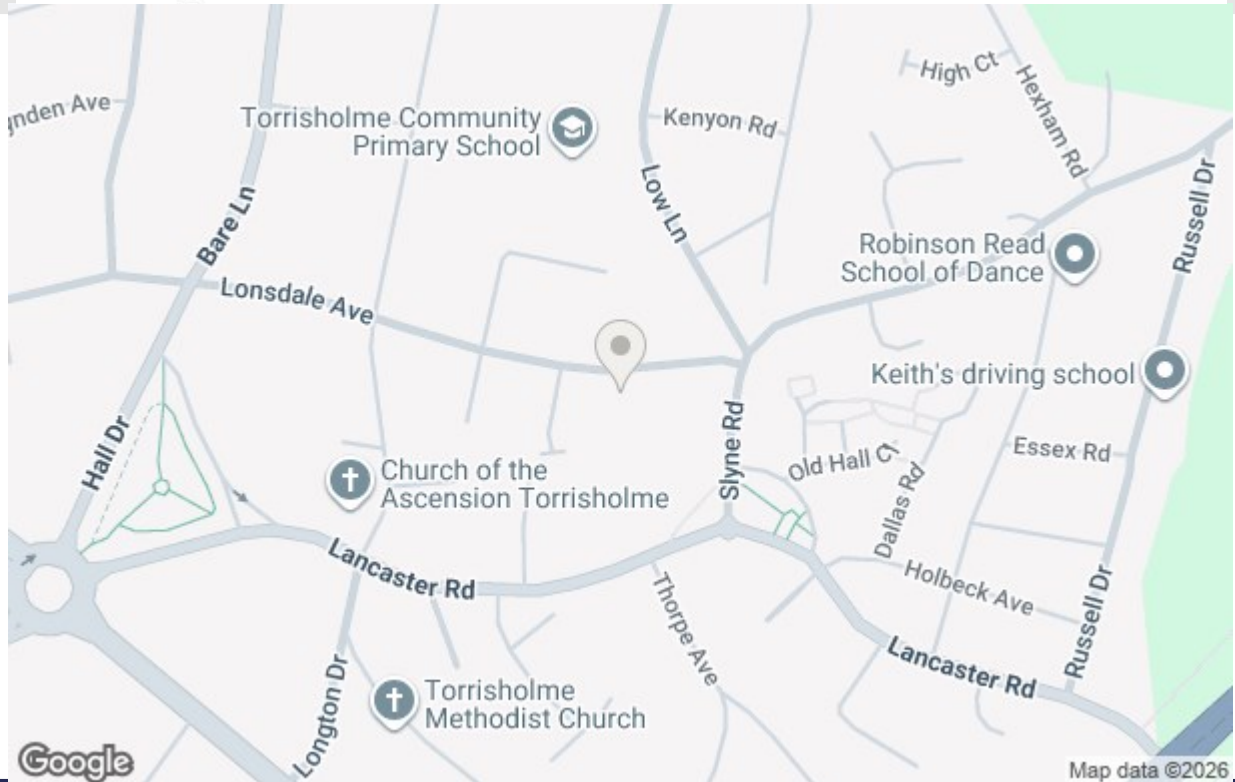 High Ct
Hexham Rd
nden Ave
Torrisholme Community
Primary School
Kenyon Rd
Low Ln
Bare Ln
Russell Dr
Robinson Read
School of Dance
Lonsdale Ave
Keith's driving school
Slyne Rd
Hall Dr
Church of the
Ascension Torrisholme
Old Hall Ct
Essex Rd
Dallas Rd
Lancaster Rd
Holbeck Ave
Thorpe Ave
Russell Dr
Lancaster Rd
Longton Dr
Torrisholme
Methodist Church
Google
Map data ©2026